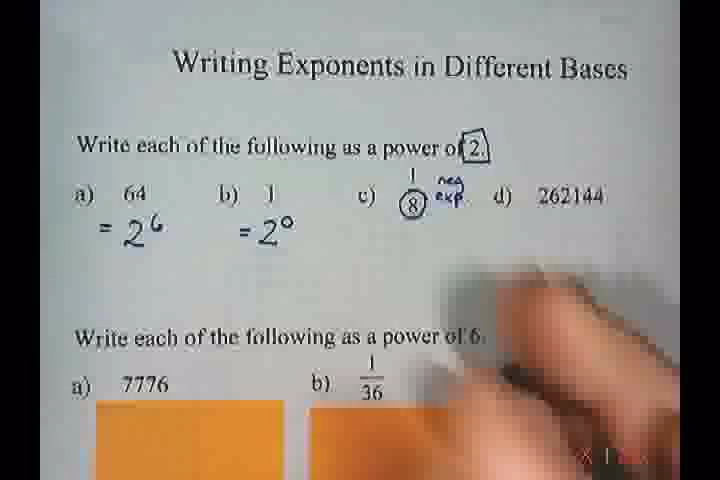 Writing Exponents in Different Bases
Write each of the following as a power of 2.
a) 64 b) 1 c) 1/8 neg exp. d) 262144
= 2^6 = 2^0
Write each of the following as a power of 6.
a) 7776 b) 1/36